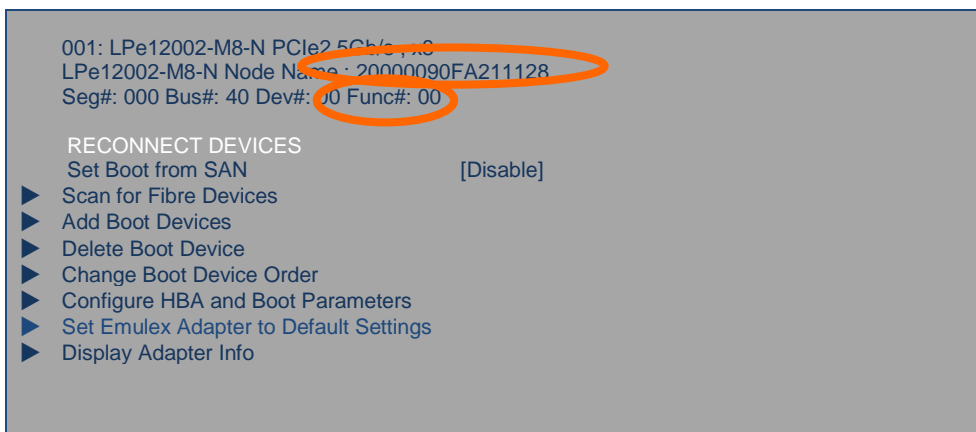 001: LPe12002-M8-N PCIe2.5Gb/s , x8
LPe12002-M8-N Node Name : 20000090FA211128
Seg#: 000 Bus#: 40 Dev#: 00 Func#: 00
RECONNECT DEVICES
Set Boot from SAN [Disable]
Scan for Fibre Devices
Add Boot Devices
Delete Boot Device
Change Boot Device Order
Configure HBA and Boot Parameters
Set Emulex Adapter to Default Settings
Display Adapter Info